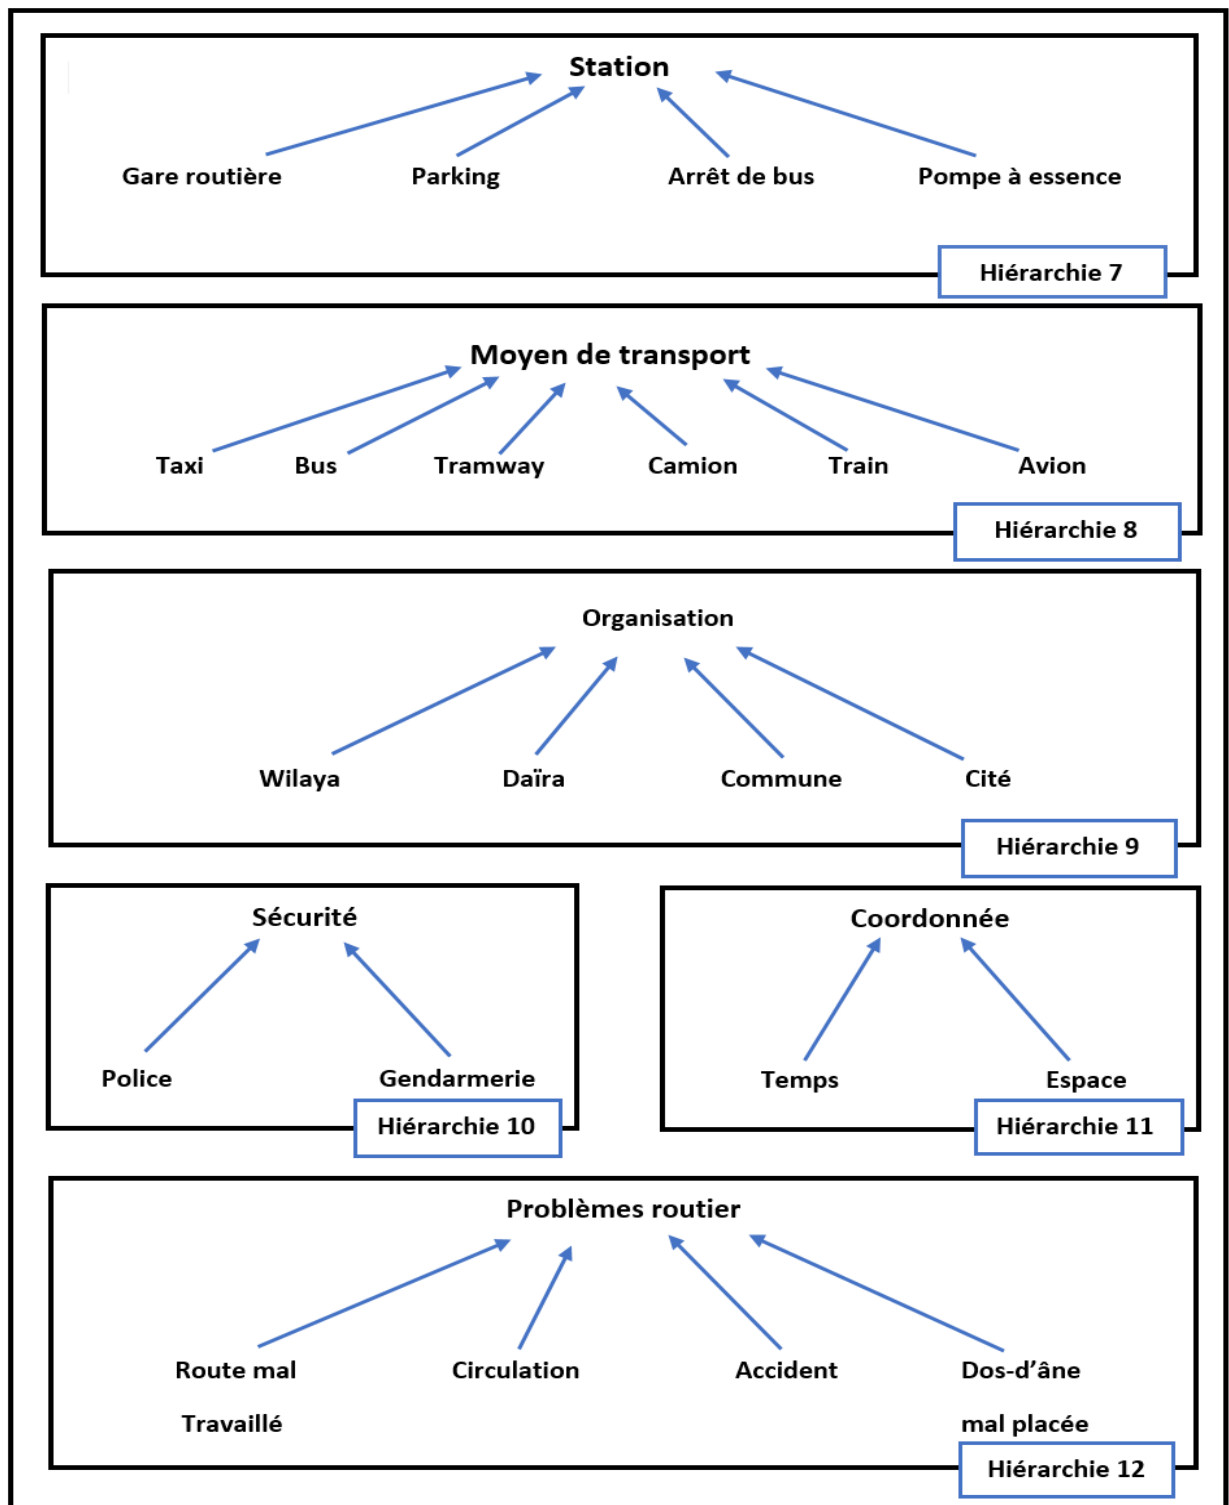 Station
Gare routière Parking Arrêt de bus Pompe à essence
Hiérarchie 7
Moyen de transport
Taxi Bus Tramway Camion Train Avion
Hiérarchie 8
Organisation
Wilaya Daïra Commune Cité
Hiérarchie 9
Sécurité
Police Gendarmerie
Hiérarchie 10
Coordonnée
Temps Espace
Hiérarchie 11
Problèmes routier
Route mal Circulation Accident Dos-d’âne
Travaillé mal placée
Hiérarchie 12